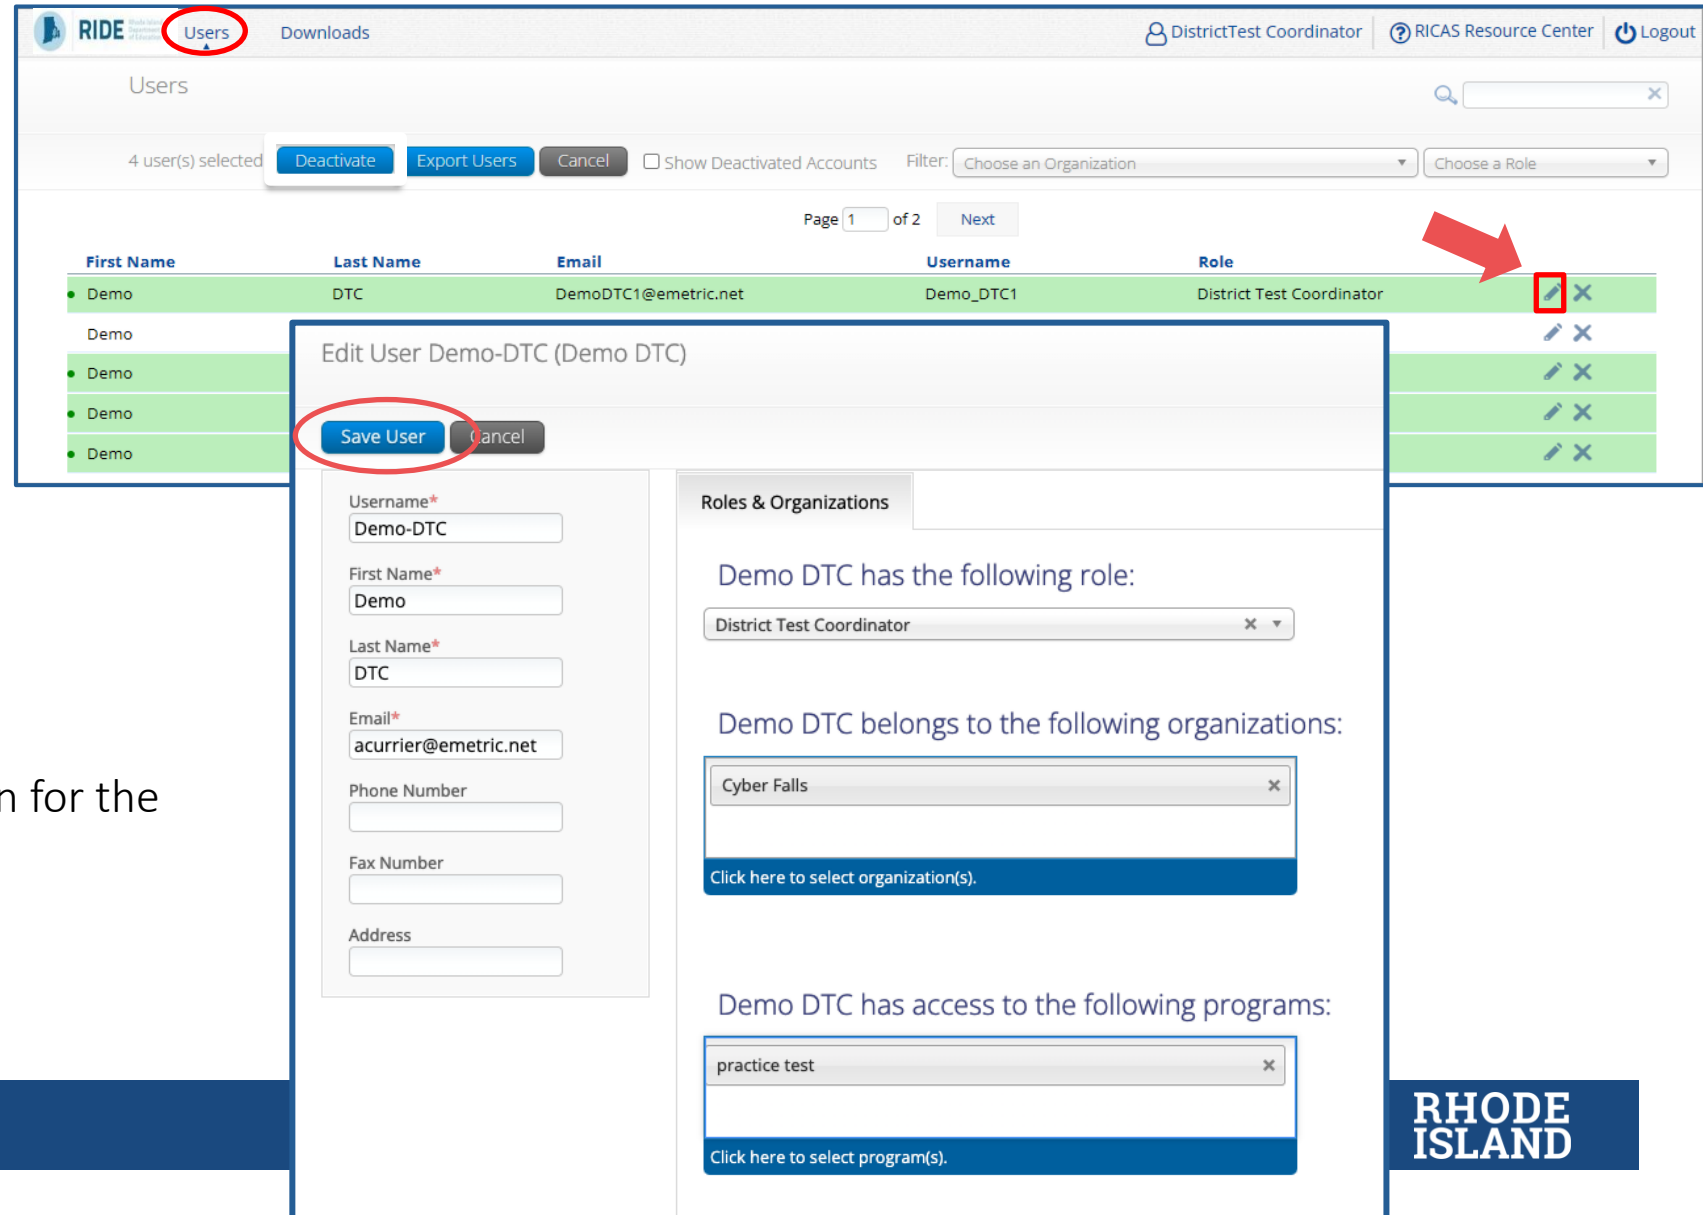 RIDE Users Downloads DistrictTest Coordinator RICAS Resource Center Logout
Users
4 user(s) selected Deactivate Export Users Cancel Show Deactivated Accounts Filter: Choose an Organization Choose a Role
Page 1 of 2 Next
First Name Last Name Email Username Role
Demo DTC DemoDTC1@emetric.net Demo_DTC1 District Test Coordinator
Demo
Demo
Demo
Demo
Edit User Demo-DTC (Demo DTC)
Save User Cancel
Username*
Demo-DTC
First Name*
Demo
Last Name*
DTC
Email*
acurrier@emetric.net
Phone Number
Fax Number
Address
Roles & Organizations
Demo DTC has the following role:
District Test Coordinator
Demo DTC belongs to the following organizations:
Cyber Falls
Click here to select organization(s).
Demo DTC has access to the following programs:
practice test
Click here to select program(s).
for the
RHODE
ISLAND